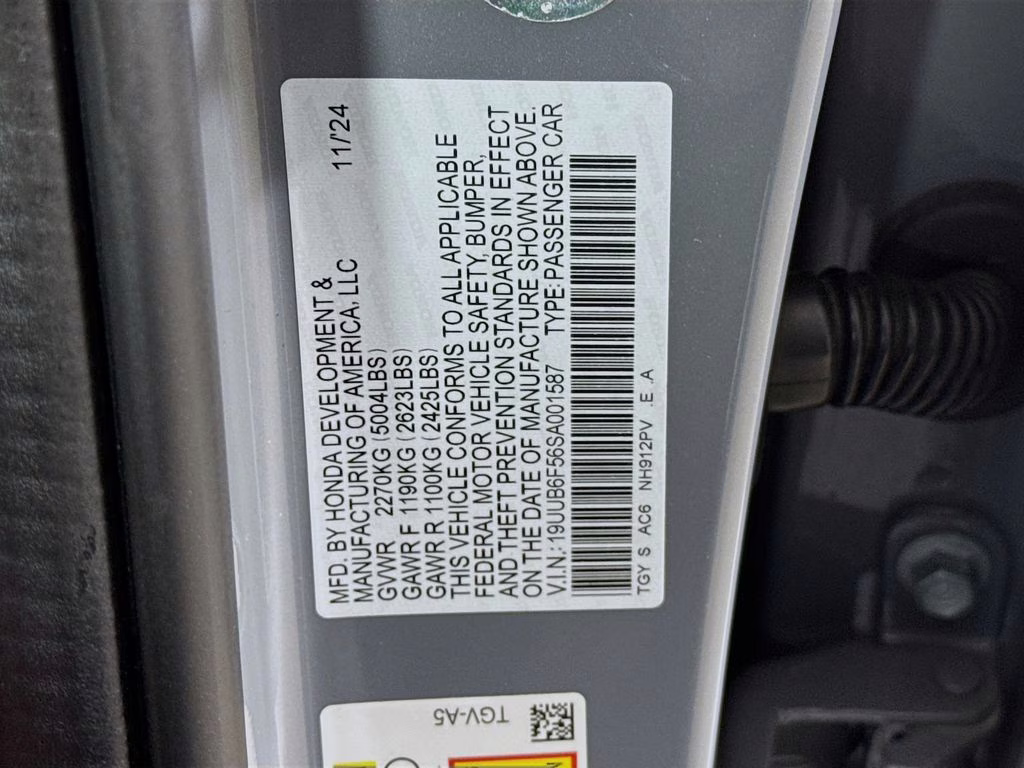 MFD. BY HONDA DEVELOPMENT &
MANUFACTURING OF AMERICA, LLC 11/'24
GVWR 2270KG (5004LBS)
GAWR F 1190KG (2623LBS)
GAWR R 1100KG (2425LBS)
THIS VEHICLE CONFORMS TO ALL APPLICABLE
FEDERAL MOTOR VEHICLE SAFETY, BUMPER,
AND THEFT PREVENTION STANDARDS IN EFFECT
ON THE DATE OF MANUFACTURE SHOWN ABOVE.
V.I.N.:19UUB6F56SA001587 TYPE:PASSENGER CAR
TGY S AC6 NH912PV .E .A
TGV-A5